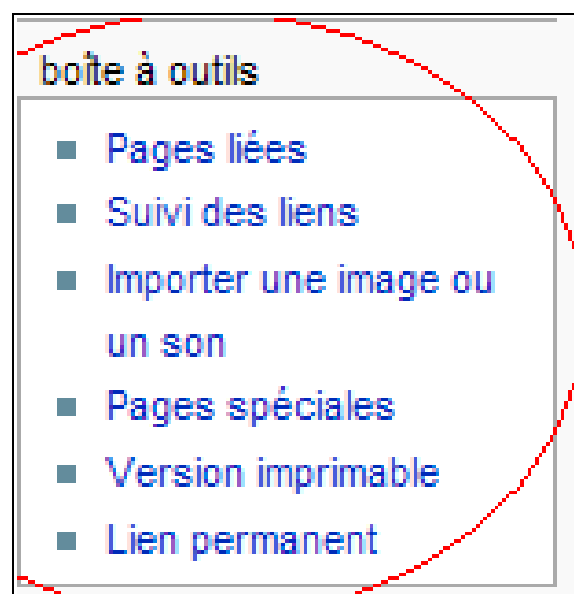 boîte à outils
Pages liées
Suivi des liens
Importer une image ou
un son
Pages spéciales
Version imprimable
Lien permanent